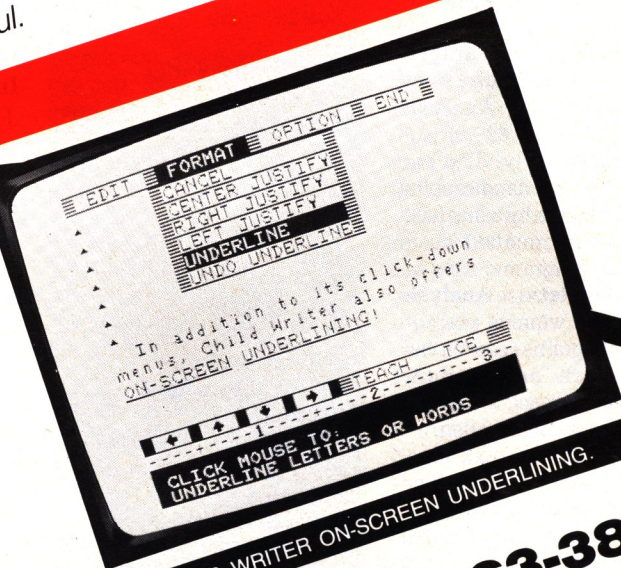 ul.
EDIT FORMAT OPTION END
CANCEL
CENTER JUSTIFY
RIGHT JUSTIFY
LEFT JUSTIFY
UNDERLINE
UNDO UNDERLINE
In addition to its click-down
menus, Child Writer also offers
ON-SCREEN UNDERLINING!
TEACH TCE
1 2 3
CLICK MOUSE TO:
UNDERLINE LETTERS OR WORDS
WRITER ON-SCREEN UNDERLINING.
63-38